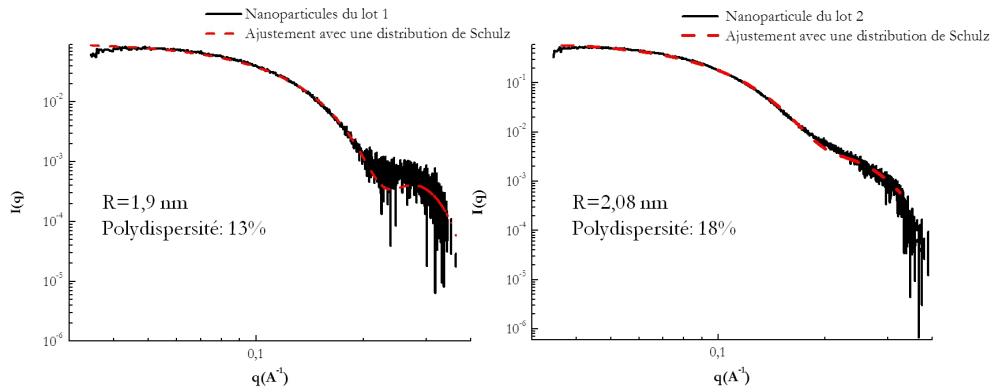 Nanoparticules du lot 1
Ajustement avec une distribution de Schulz
10-2
10-3
10-4
10-5
10-6
I(q)
R=1,9 nm
Polydispersité: 13%
0,1
q(A-1)
Nanoparticule du lot 2
Ajustement avec une distribution de Schulz
10-1
10-2
10-3
10-4
10-5
10-6
I(q)
R=2,08 nm
Polydispersité: 18%
0,1
q(A-1)